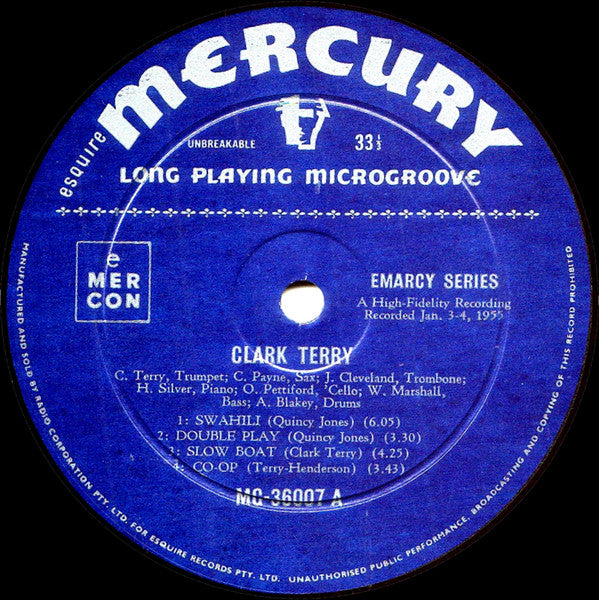 esquire MERCURY
UNBREAKABLE 33 1/3
LONG PLAYING MICROGROOVE
e
MER
CON
EMARCY SERIES
A High-Fidelity Recording
Recorded Jan. 3-4, 1955
CLARK TERRY
C. Terry, Trumpet; C. Payne, Sax; J. Cleveland, Trombone;
H. Silver, Piano; O. Pettiford, 'Cello; W. Marshall,
Bass; A. Blakey, Drums
1: SWAHILI (Quincy Jones) (6.05)
2: DOUBLE PLAY (Quincy Jones) (3.30)
3: SLOW BOAT (Clark Terry) (4.25)
4: CO-OP (Terry-Henderson) (3.43)
MG-36007 A
MANUFACTURED AND SOLD BY RADIO CORPORATION PTY. LTD. FOR ESQUIRE RECORDS PTY. LTD. UNAUTHORISED PUBLIC PERFORMANCE, BROADCASTING AND COPYING OF THIS RECORD PROHIBITED